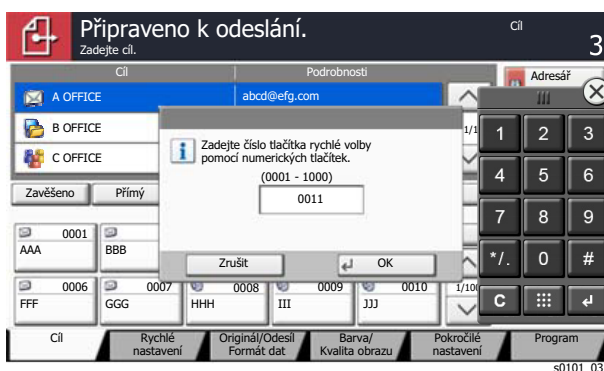 Připraveno k odeslání.
Zadejte cíl.
Cíl
3
Cíl
Podrobnosti
Adresář
A OFFICE
abcd@efg.com
B OFFICE
C OFFICE
1/1
Zadejte číslo tlačítka rychlé volby
pomocí numerických tlačítek.
(0001 - 1000)
0011
Zrušit
OK
Zavěšeno
Přímý
0001
AAA
BBB
0006
FFF
0007
GGG
0008
HHH
0009
III
0010
JJJ
1/100
1 2 3
4 5 6
7 8 9
*/. 0 #
C
Cíl
Rychlé
nastavení
Originál/Odesíl
Formát dat
Barva/
Kvalita obrazu
Pokročilé
nastavení
Program
s0101_03